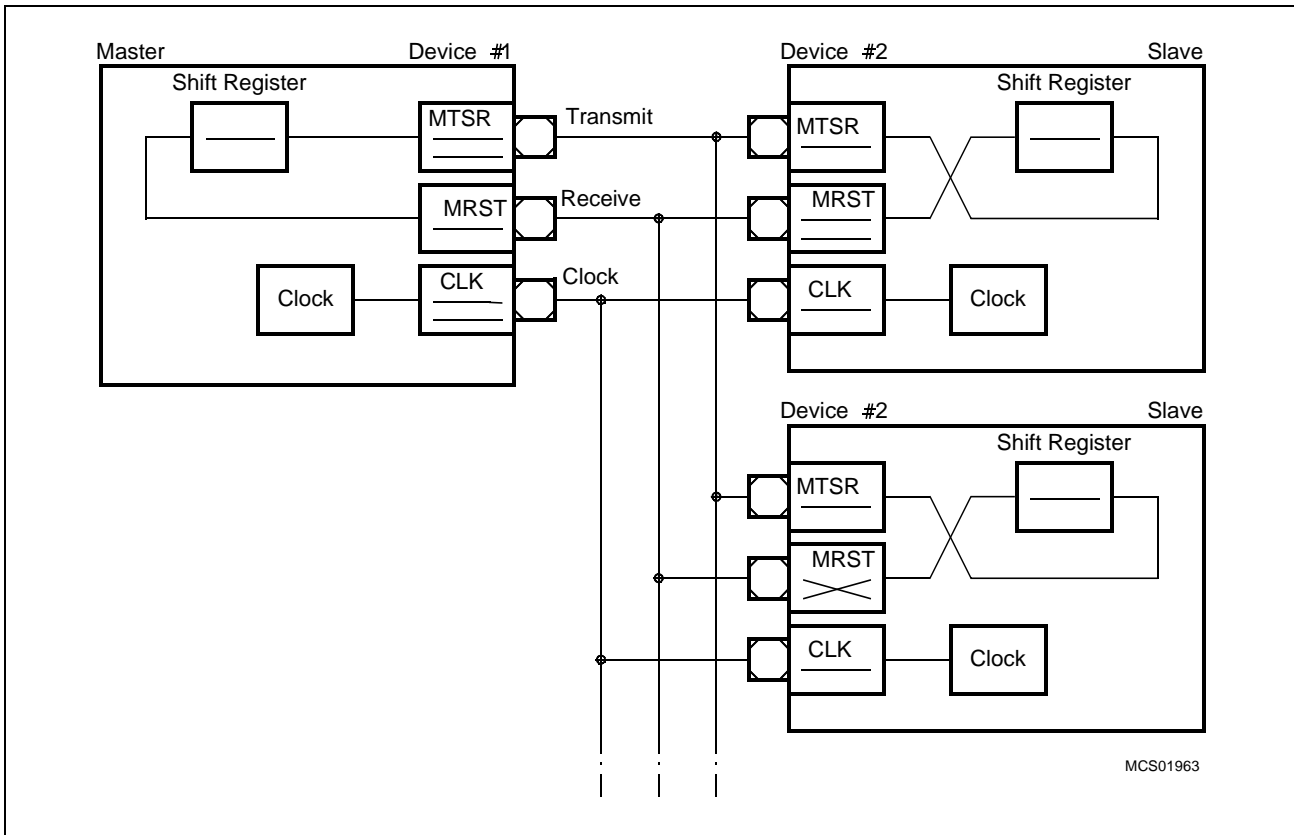 Master Device #1
Shift Register
MTSR
Transmit
MRST
Receive
Clock
CLK
Clock
Device #2 Slave
Shift Register
MTSR
MRST
CLK
Clock
Device #2 Slave
Shift Register
MTSR
MRST
CLK
Clock
MCS01963